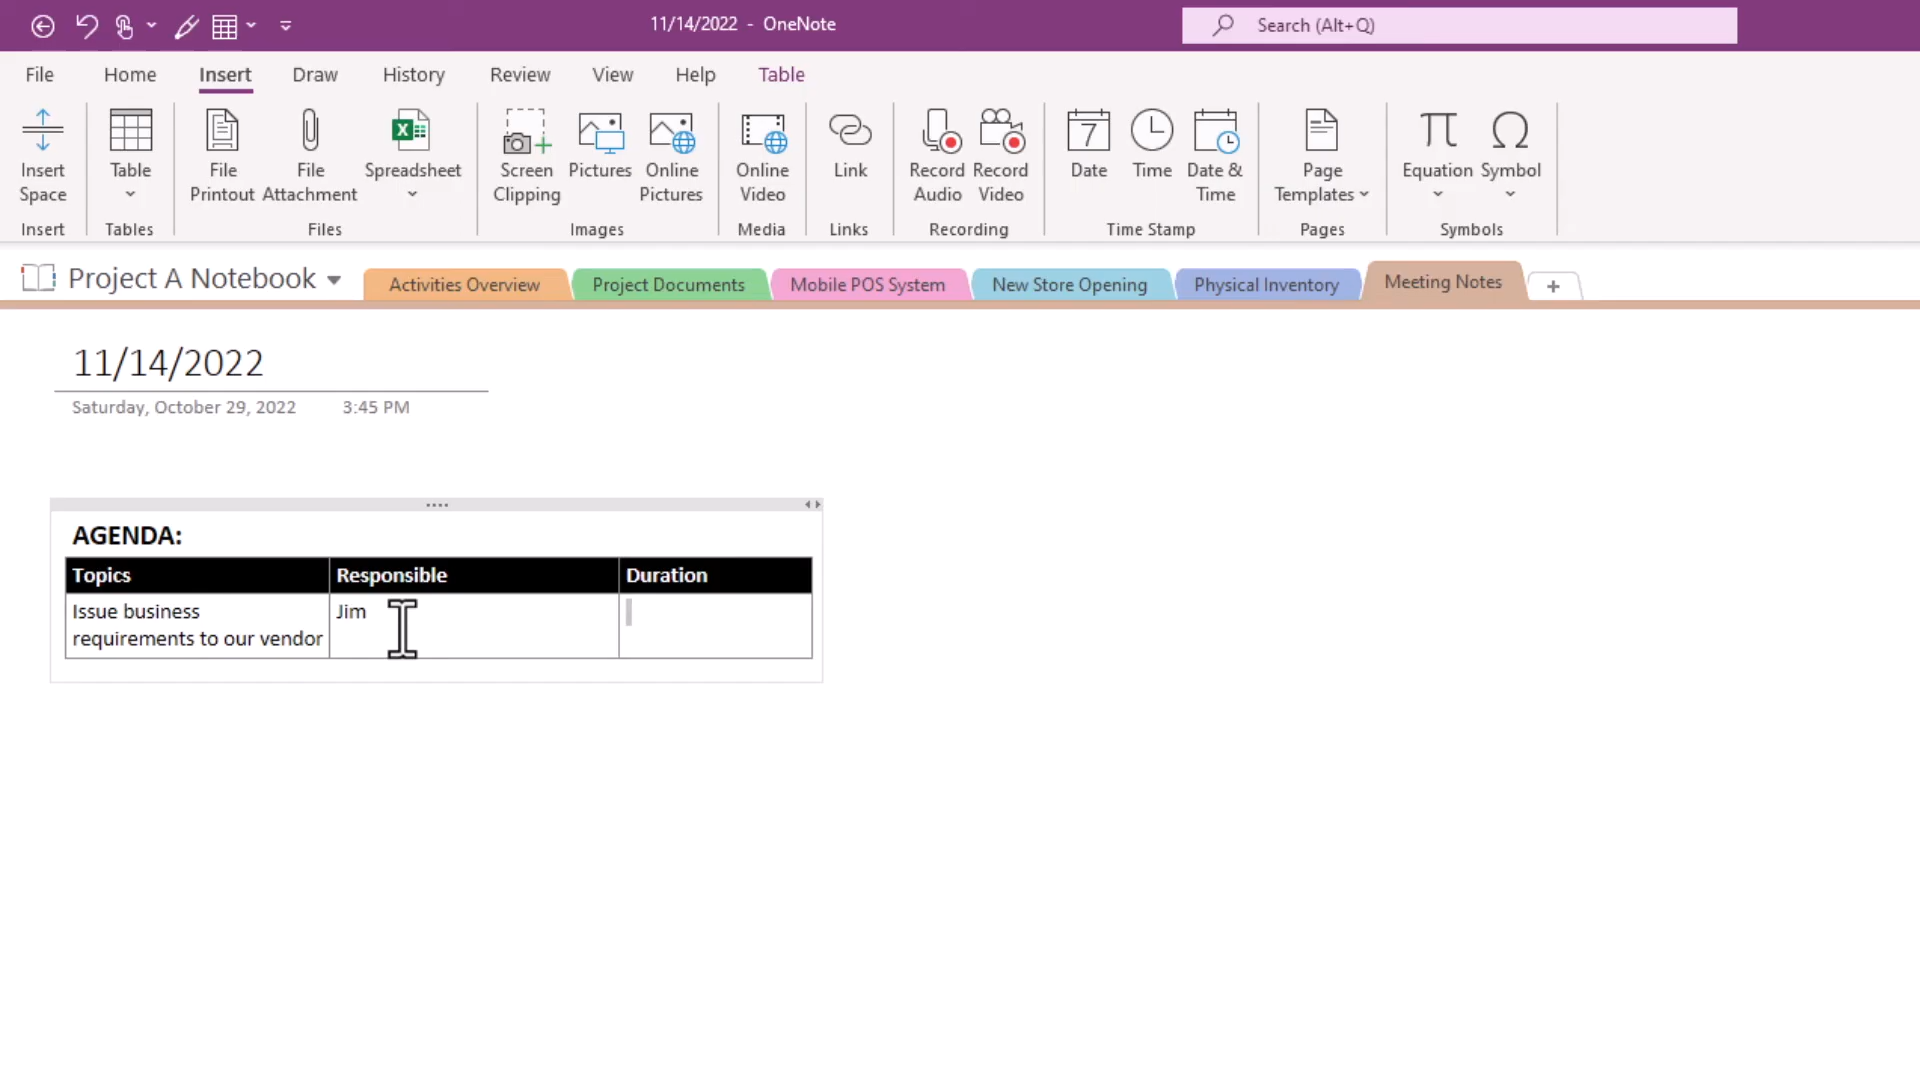 11/14/2022 - OneNote
Search (Alt+Q)
File Home Insert Draw History Review View Help Table
Insert Space
Table
File Printout
File Attachment
Spreadsheet
Screen Clipping
Pictures
Online Pictures
Online Video
Link
Record Audio
Record Video
7
Date
Time
Date & Time
Page Templates
Equation
Symbol
Insert Tables Files Images Media Links Recording Time Stamp Pages Symbols
Project A Notebook
Activities Overview Project Documents Mobile POS System New Store Opening Physical Inventory Meeting Notes +
11/14/2022
Saturday, October 29, 2022 3:45 PM
AGENDA:
Topics Responsible Duration
Issue business Jim
requirements to our vendor